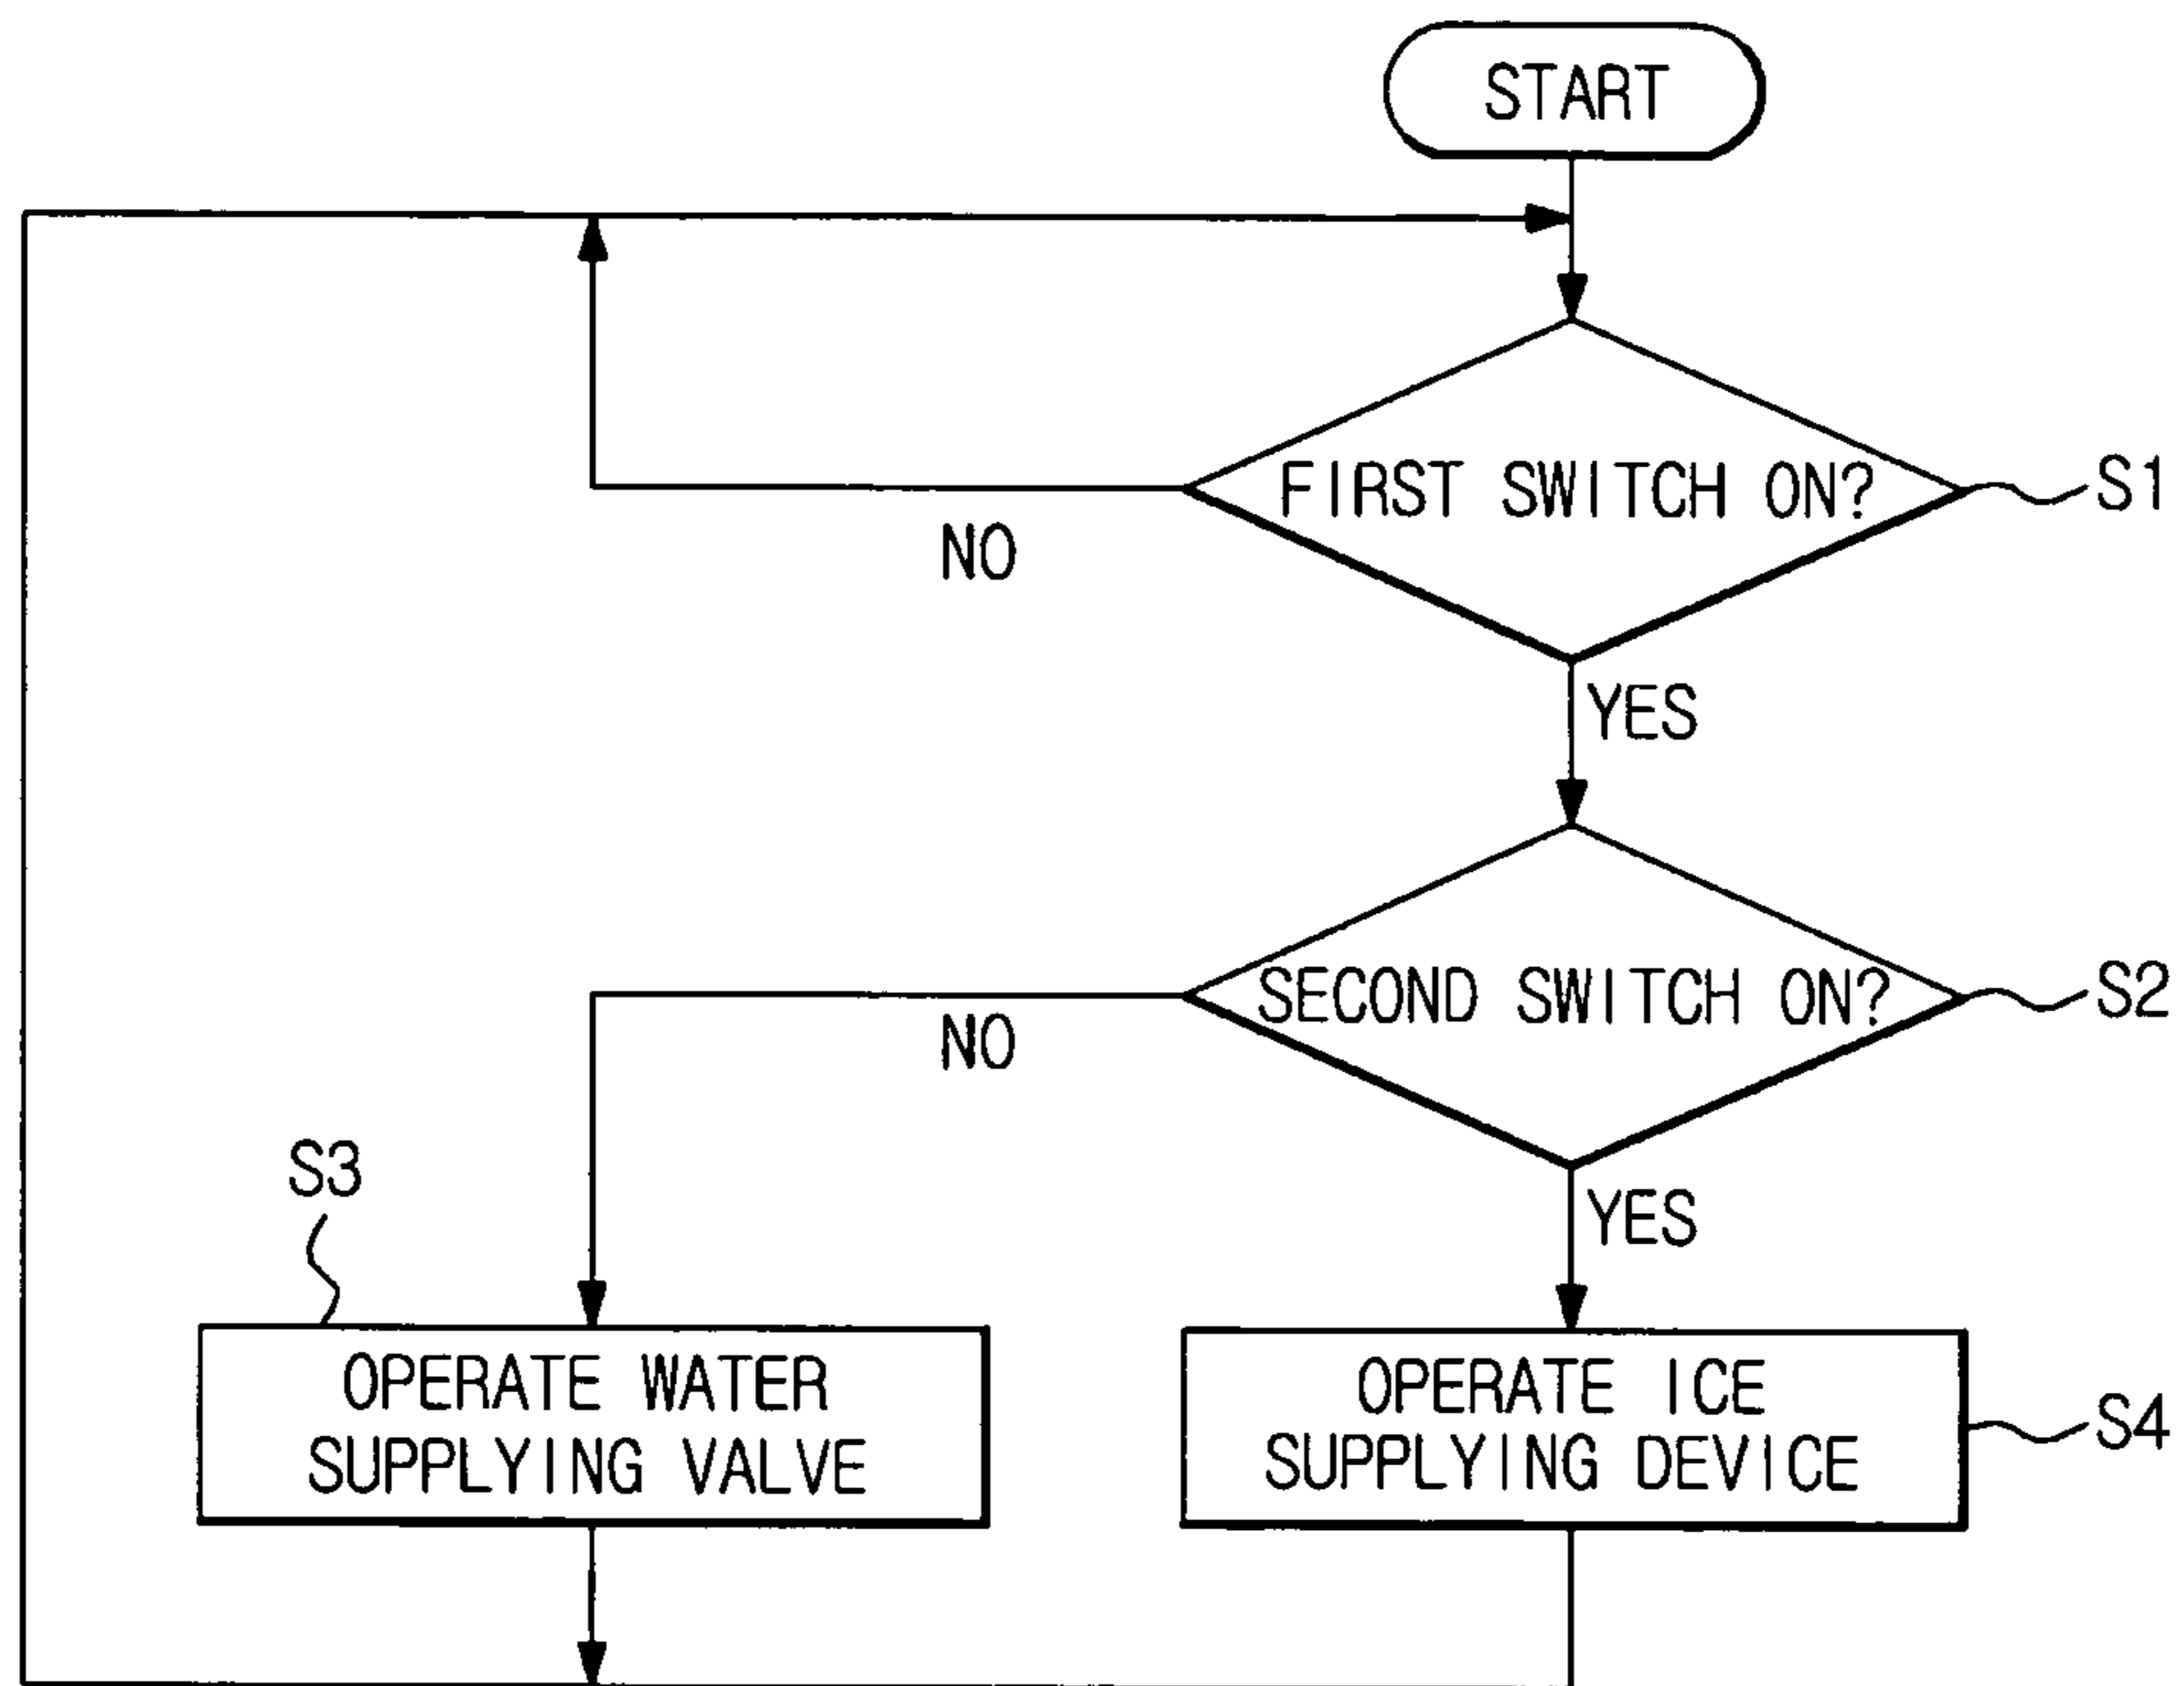 START
FIRST SWITCH ON?
S1
NO
YES
SECOND SWITCH ON?
S2
NO
YES
S3
OPERATE WATER
SUPPLYING VALVE
OPERATE ICE
SUPPLYING DEVICE
S4